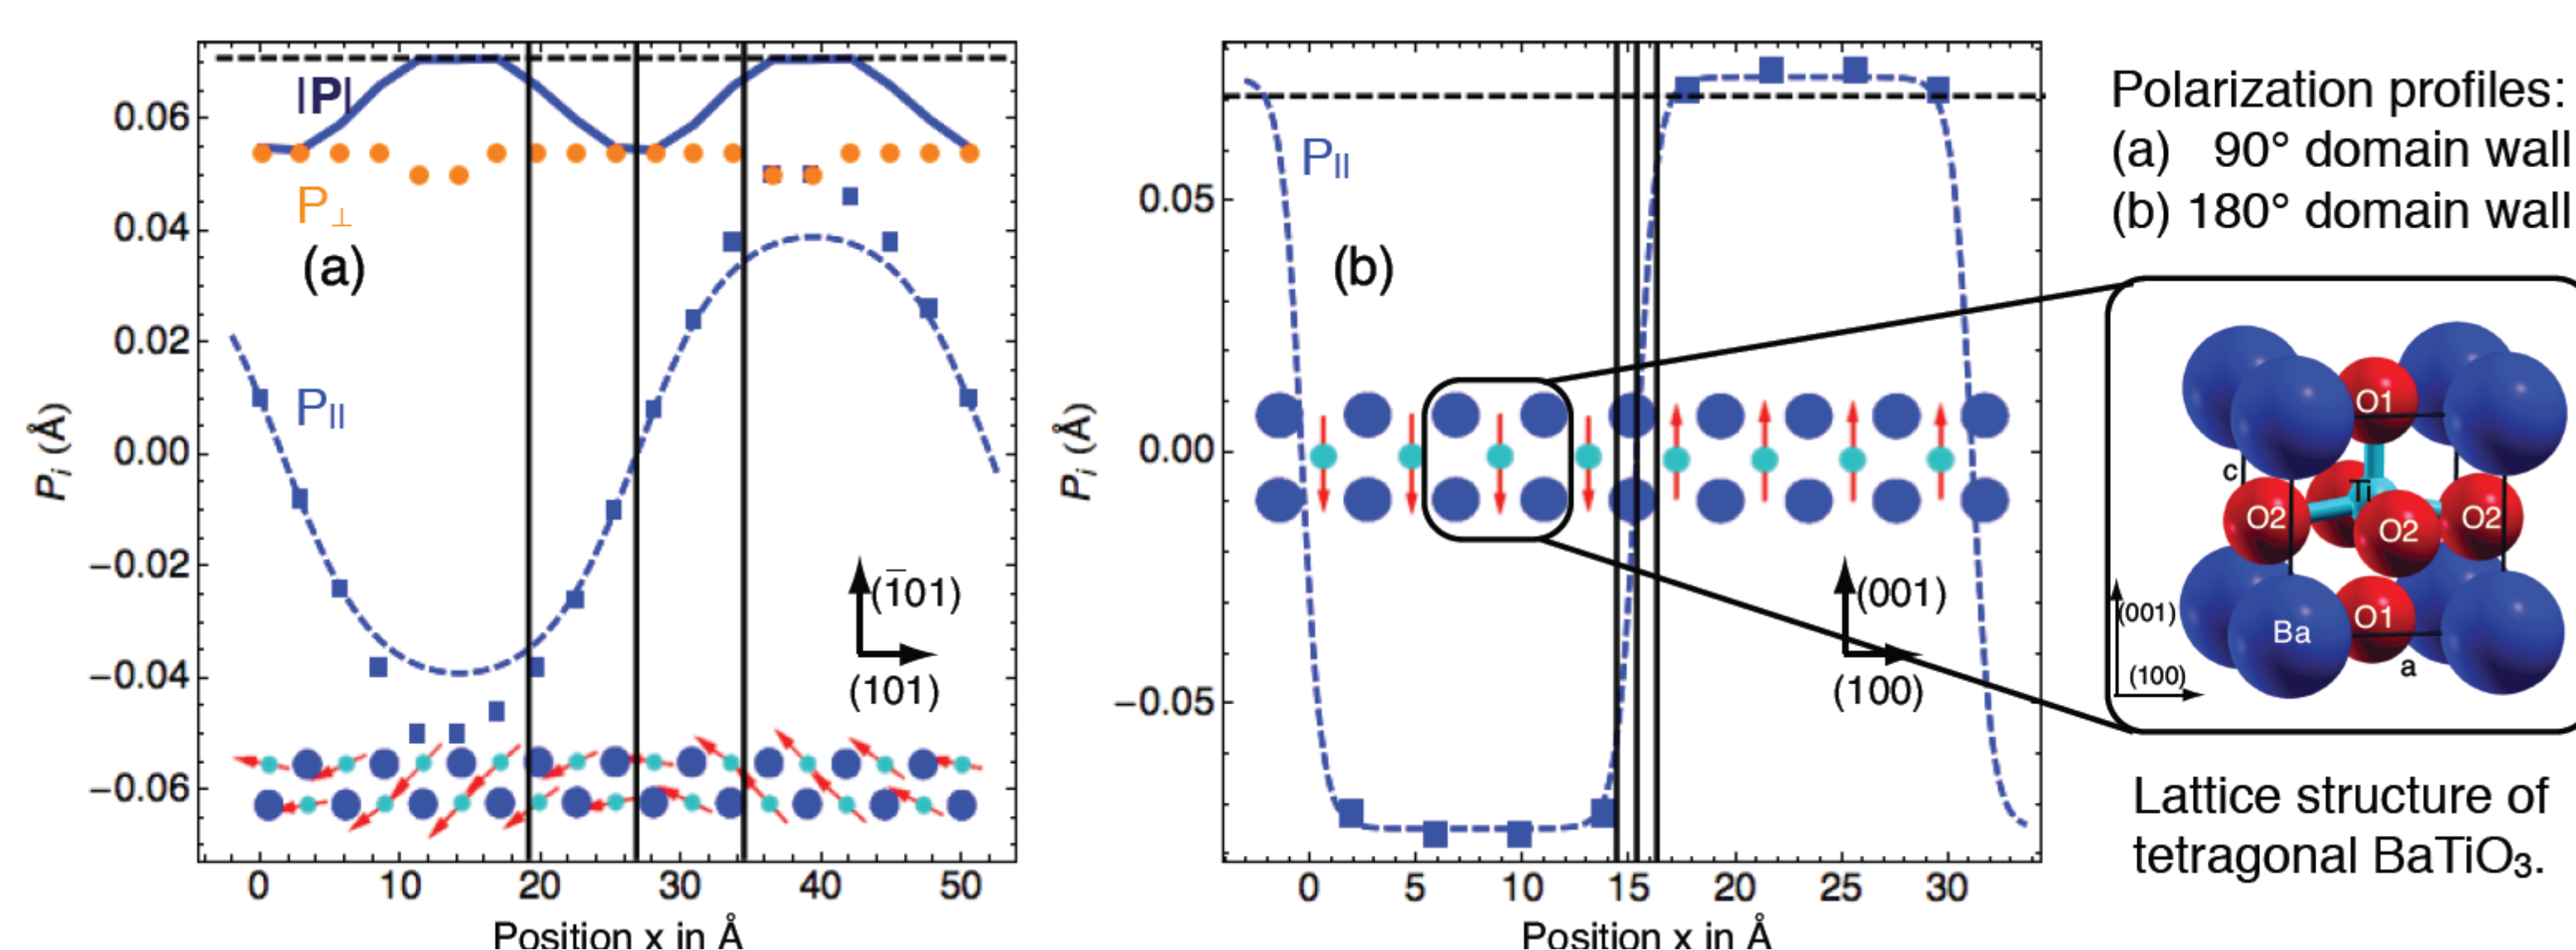 |P|
P⊥
(a)
P||
(1̄01)
(101)
0.06
0.04
0.02
0.00
−0.02
−0.04
−0.06
Pi (Å)
0 10 20 30 40 50
Position x in Å
P||
(b)
(001)
(100)
0.05
0.00
−0.05
Pi (Å)
0 5 10 15 20 25 30
Position x in Å
Polarization profiles:
(a) 90° domain wall
(b) 180° domain wall
O1
c
Ti
O2
O2
O2
(001)
Ba
O1
a
(100)
Lattice structure of
tetragonal BaTiO₃.